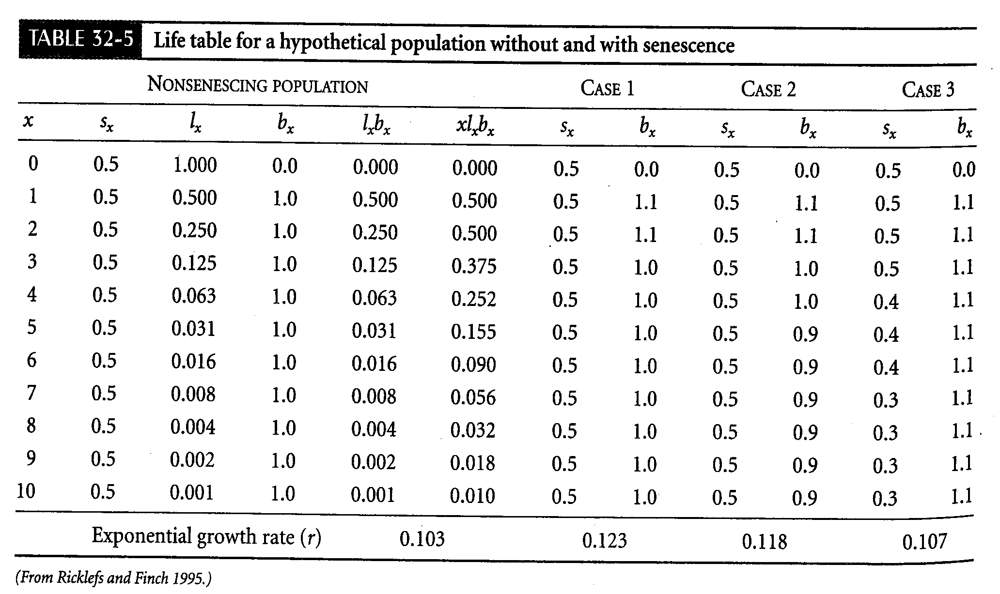 TABLE 32-5 Life table for a hypothetical population without and with senescence
NONSENESCING POPULATION CASE 1 CASE 2 CASE 3
x sx lx bx lxbx xlxbx sx bx sx bx sx bx
0 0.5 1.000 0.0 0.000 0.000 0.5 0.0 0.5 0.0 0.5 0.0
1 0.5 0.500 1.0 0.500 0.500 0.5 1.1 0.5 1.1 0.5 1.1
2 0.5 0.250 1.0 0.250 0.500 0.5 1.1 0.5 1.1 0.5 1.1
3 0.5 0.125 1.0 0.125 0.375 0.5 1.0 0.5 1.0 0.5 1.1
4 0.5 0.063 1.0 0.063 0.252 0.5 1.0 0.5 1.0 0.4 1.1
5 0.5 0.031 1.0 0.031 0.155 0.5 1.0 0.5 0.9 0.4 1.1
6 0.5 0.016 1.0 0.016 0.090 0.5 1.0 0.5 0.9 0.4 1.1
7 0.5 0.008 1.0 0.008 0.056 0.5 1.0 0.5 0.9 0.3 1.1
8 0.5 0.004 1.0 0.004 0.032 0.5 1.0 0.5 0.9 0.3 1.1
9 0.5 0.002 1.0 0.002 0.018 0.5 1.0 0.5 0.9 0.3 1.1
10 0.5 0.001 1.0 0.001 0.010 0.5 1.0 0.5 0.9 0.3 1.1
Exponential growth rate (r) 0.103 0.123 0.118 0.107
(From Ricklefs and Finch 1995.)